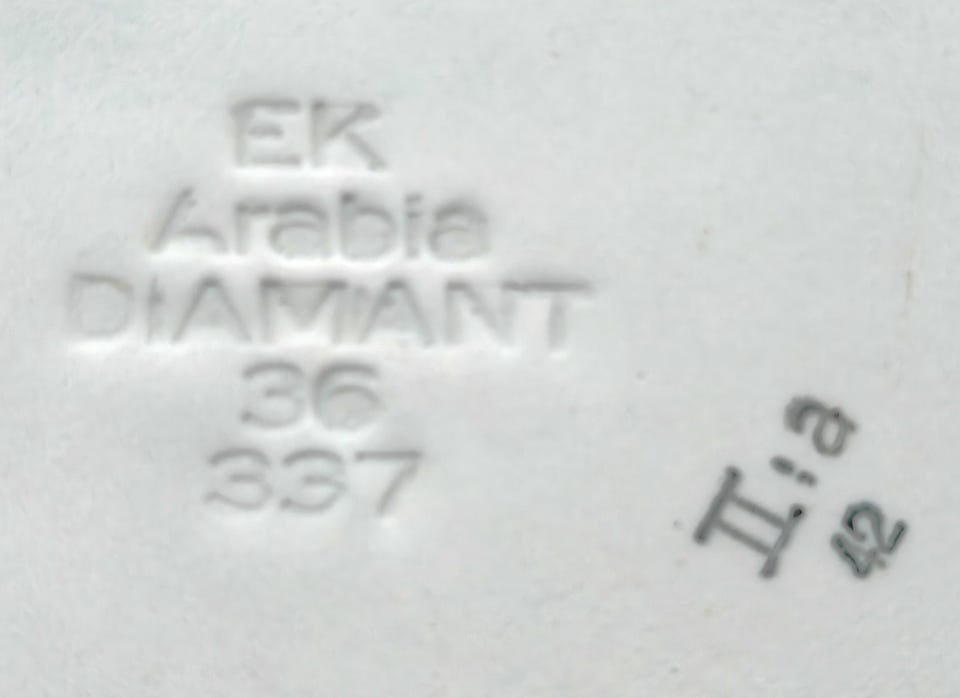 EK
Arabia
DIAMANT
36
337
II:a
42